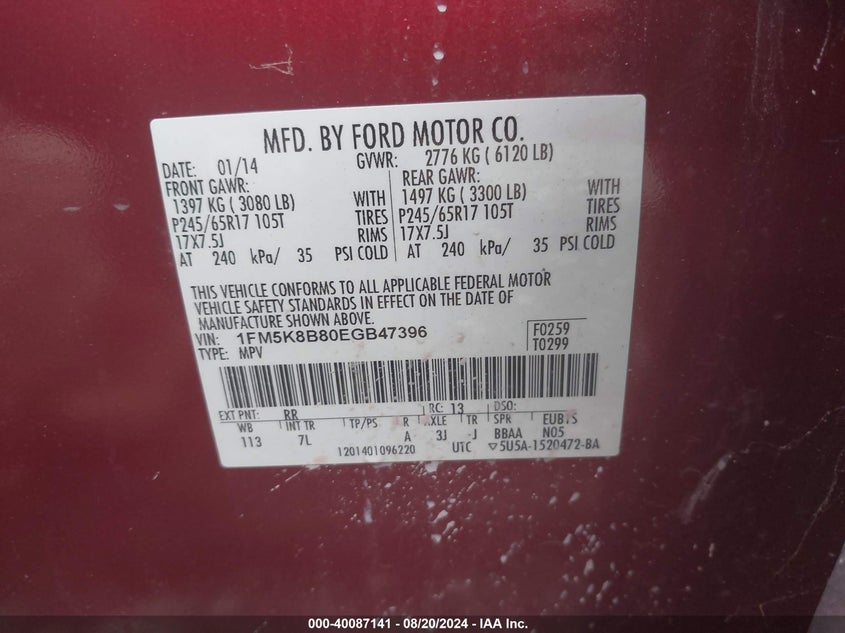 MFD. BY FORD MOTOR CO.
DATE: 01/14 GVWR: 2776 KG ( 6120 LB)
FRONT GAWR: REAR GAWR:
1397 KG ( 3080 LB) WITH 1497 KG ( 3300 LB) WITH
P245/65R17 105T TIRES P245/65R17 105T TIRES
17X7.5J RIMS 17X7.5J RIMS
AT 240 kPa/ 35 PSI COLD AT 240 kPa/ 35 PSI COLD
THIS VEHICLE CONFORMS TO ALL APPLICABLE FEDERAL MOTOR
VEHICLE SAFETY STANDARDS IN EFFECT ON THE DATE OF
MANUFACTURE SHOWN ABOVE.
VIN: 1FM5K8B80EGB47396 F0259
TYPE: MPV T0299
EXT PNT: RR RC: 13 DSO:
WB INT TR TP/PS R AXLE TR SPR EUBTS
113 7L A 3J J BBAA N05
1201401096220 UTC ▽5U5A-1520472-BA
000-40087141 - 08/20/2024 - IAA Inc.